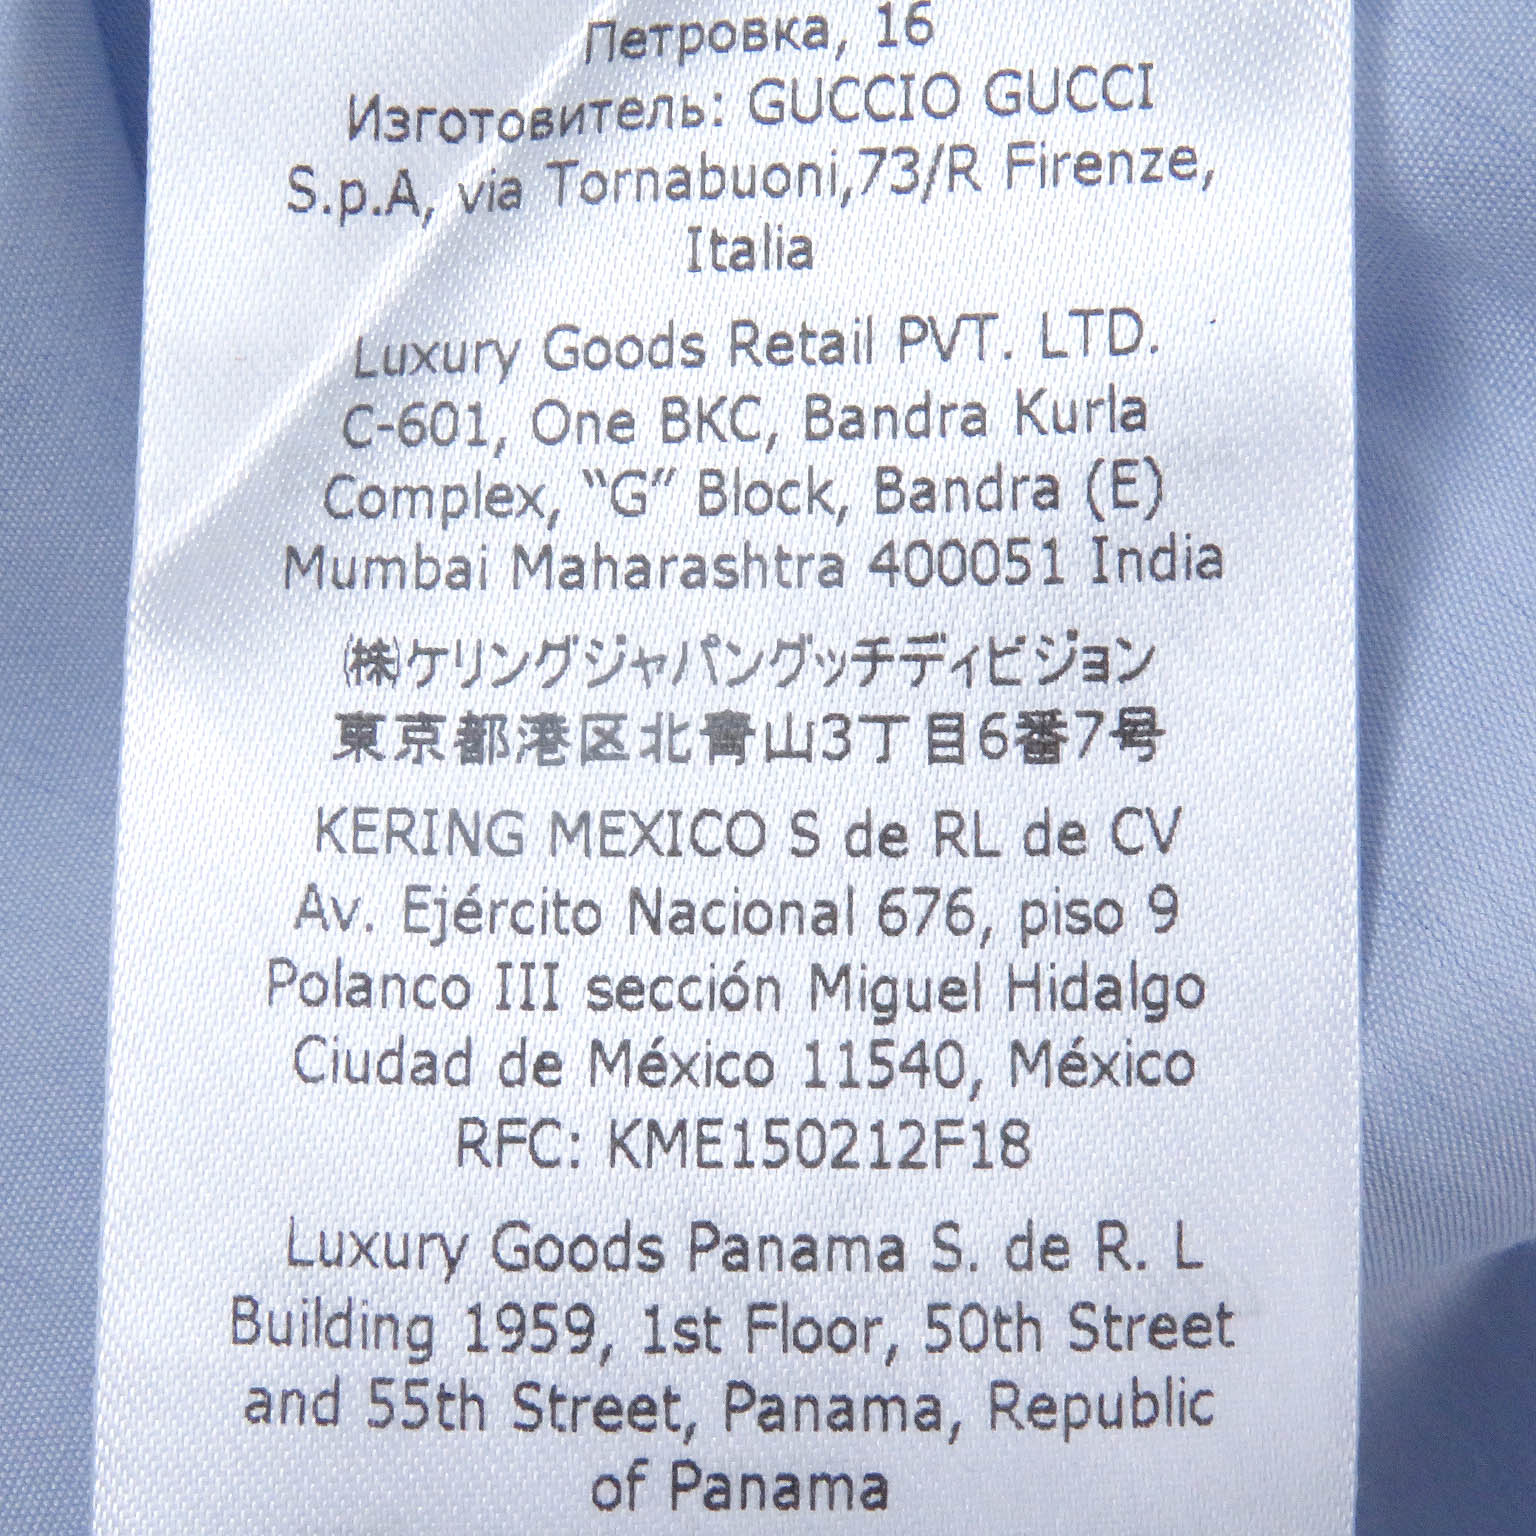 Петровка, 16
Изготовитель: GUCCIO GUCCI
S.p.A, via Tornabuoni,73/R Firenze,
Italia
Luxury Goods Retail PVT. LTD.
C-601, One BKC, Bandra Kurla
Complex, “G” Block, Bandra (E)
Mumbai Maharashtra 400051 India
㈱ケリングジャパングッチディビジョン
東京都港区北青山3丁目6番7号
KERING MEXICO S de RL de CV
Av. Ejército Nacional 676, piso 9
Polanco III sección Miguel Hidalgo
Ciudad de México 11540, México
RFC: KME150212F18
Luxury Goods Panama S. de R. L
Building 1959, 1st Floor, 50th Street
and 55th Street, Panama, Republic
of Panama